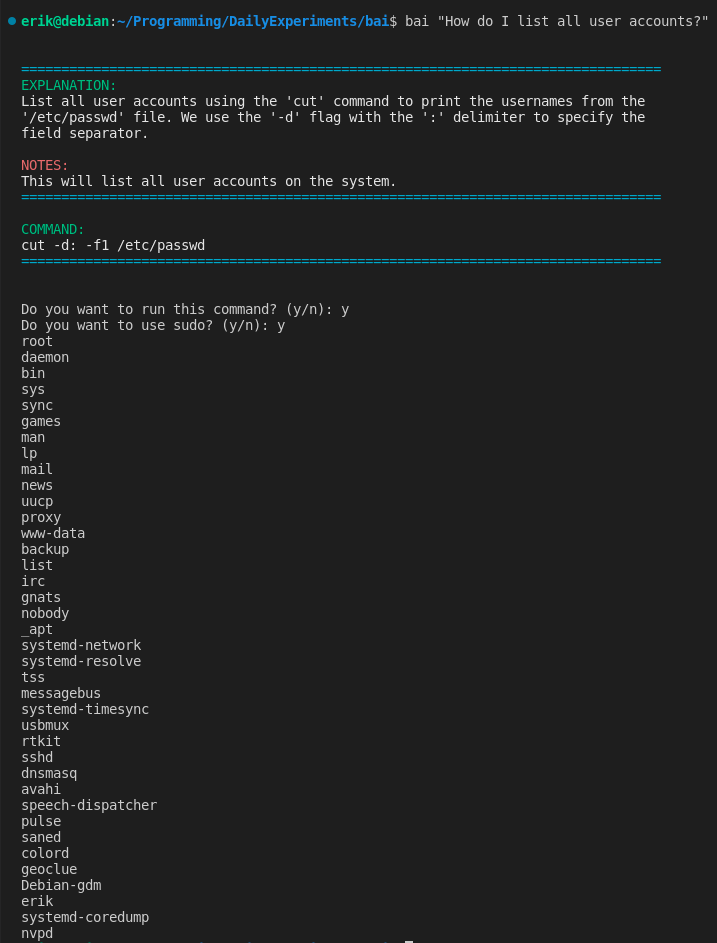 erik@debian:~/Programming/DailyExperiments/bai$ bai "How do I list all user accounts?"
================================================================================
EXPLANATION:
List all user accounts using the 'cut' command to print the usernames from the
'/etc/passwd' file. We use the '-d' flag with the ':' delimiter to specify the
field separator.
NOTES:
This will list all user accounts on the system.
================================================================================
COMMAND:
cut -d: -f1 /etc/passwd
================================================================================
Do you want to run this command? (y/n): y
Do you want to use sudo? (y/n): y
root
daemon
bin
sys
sync
games
man
lp
mail
news
uucp
proxy
www-data
backup
list
irc
gnats
nobody
_apt
systemd-network
systemd-resolve
tss
messagebus
systemd-timesync
usbmux
rtkit
sshd
dnsmasq
avahi
speech-dispatcher
pulse
saned
colord
geoclue
Debian-gdm
erik
systemd-coredump
nvpd